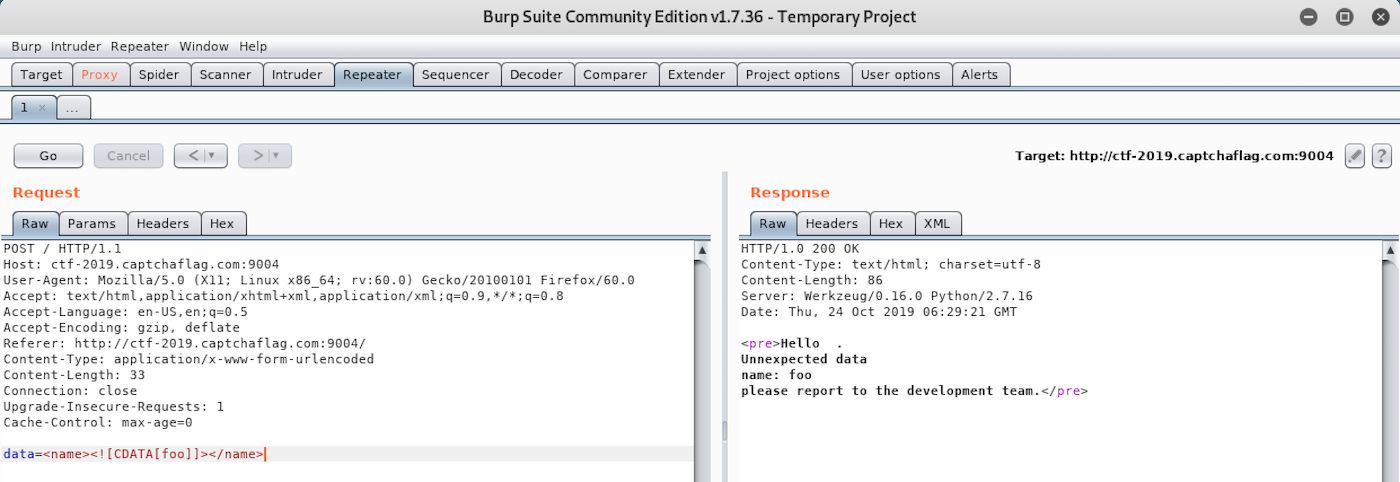 Burp Suite Community Edition v1.7.36 - Temporary Project
Burp Intruder Repeater Window Help
Target Proxy Spider Scanner Intruder Repeater Sequencer Decoder Comparer Extender Project options User options Alerts
1 × ...
Go Cancel < > Target: http://ctf-2019.captchaflag.com:9004 ?
Request
Raw Params Headers Hex
POST / HTTP/1.1
Host: ctf-2019.captchaflag.com:9004
User-Agent: Mozilla/5.0 (X11; Linux x86_64; rv:60.0) Gecko/20100101 Firefox/60.0
Accept: text/html,application/xhtml+xml,application/xml;q=0.9,*/*;q=0.8
Accept-Language: en-US,en;q=0.5
Accept-Encoding: gzip, deflate
Referer: http://ctf-2019.captchaflag.com:9004/
Content-Type: application/x-www-form-urlencoded
Content-Length: 33
Connection: close
Upgrade-Insecure-Requests: 1
Cache-Control: max-age=0
data=<name><![CDATA[foo]]></name>
Response
Raw Headers Hex XML
HTTP/1.0 200 OK
Content-Type: text/html; charset=utf-8
Content-Length: 86
Server: Werkzeug/0.16.0 Python/2.7.16
Date: Thu, 24 Oct 2019 06:29:21 GMT
<pre>Hello  .
Unnexpected data
name: foo
please report to the development team.</pre>